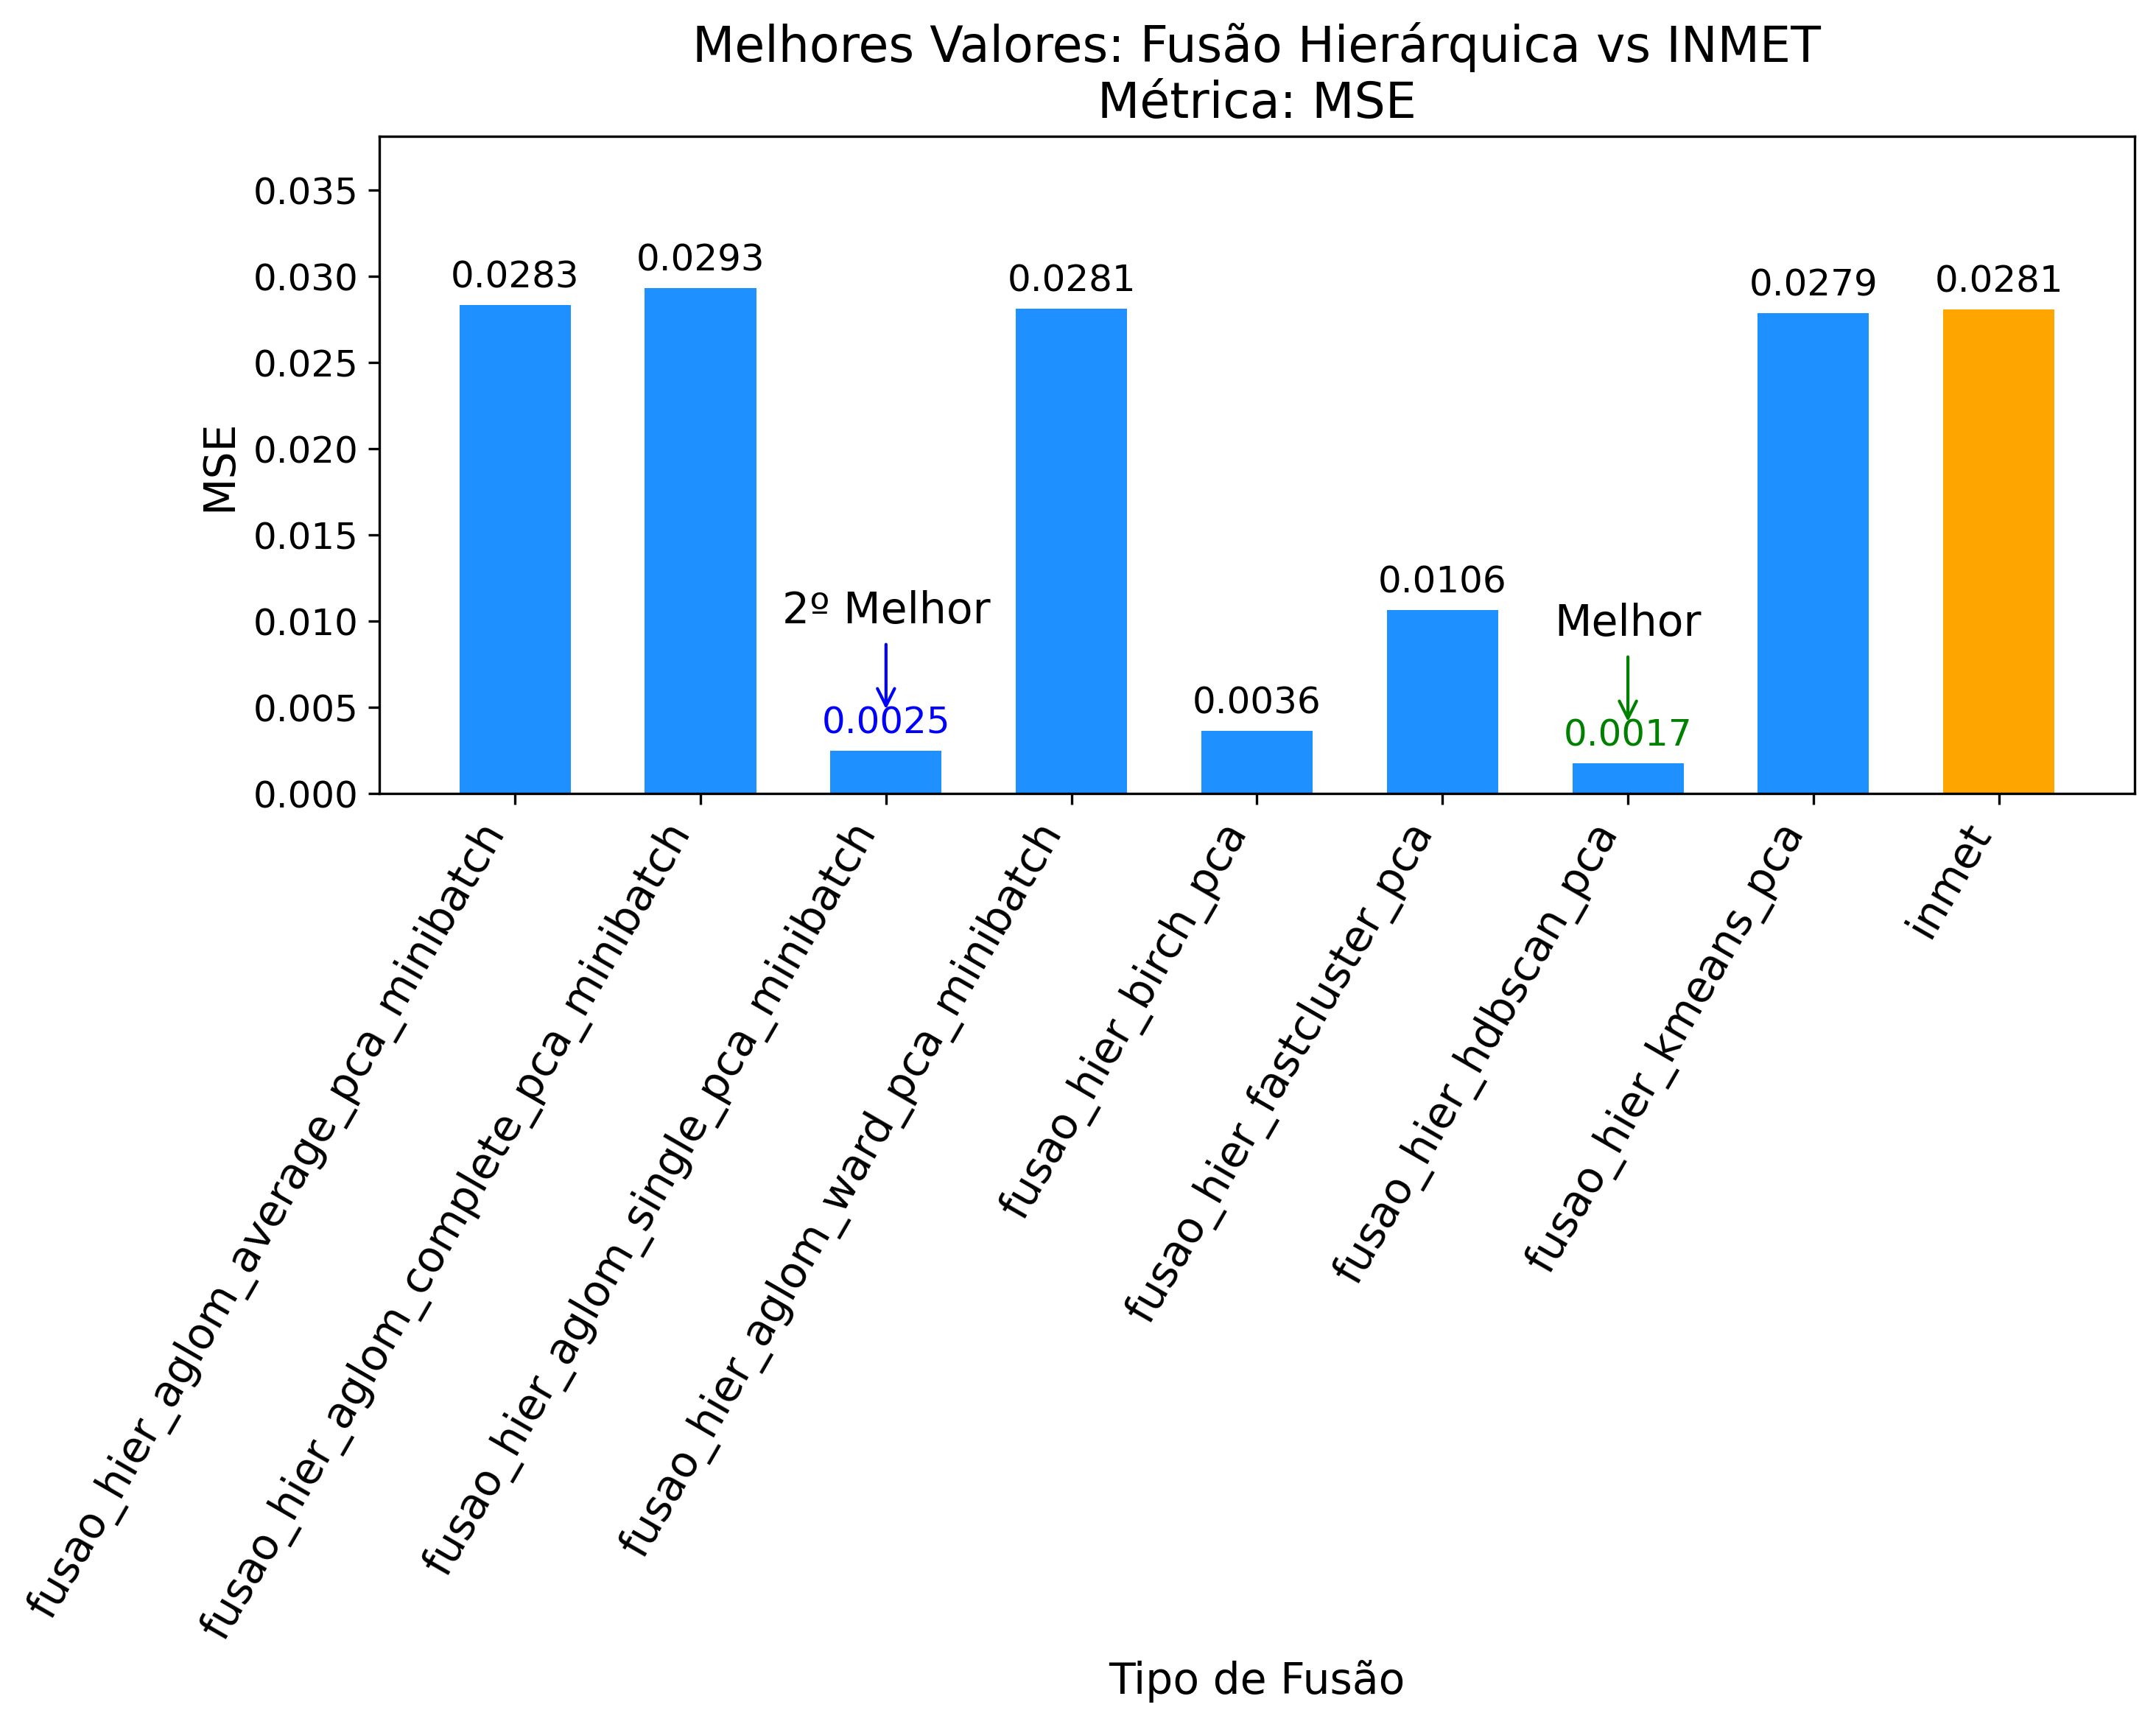 Melhores Valores: Fusão Hierárquica vs INMET
Métrica: MSE
MSE
0.035
0.030
0.025
0.020
0.015
0.010
0.005
0.000
0.0283
0.0293
2º Melhor
0.0025
0.0281
0.0036
0.0106
Melhor
0.0017
0.0279
0.0281
fusao_hier_aglom_average_pca_minibatch
fusao_hier_aglom_complete_pca_minibatch
fusao_hier_aglom_single_pca_minibatch
fusao_hier_aglom_ward_pca_minibatch
fusao_hier_birch_pca
fusao_hier_fastcluster_pca
fusao_hier_hdbscan_pca
fusao_hier_kmeans_pca
inmet
Tipo de Fusão